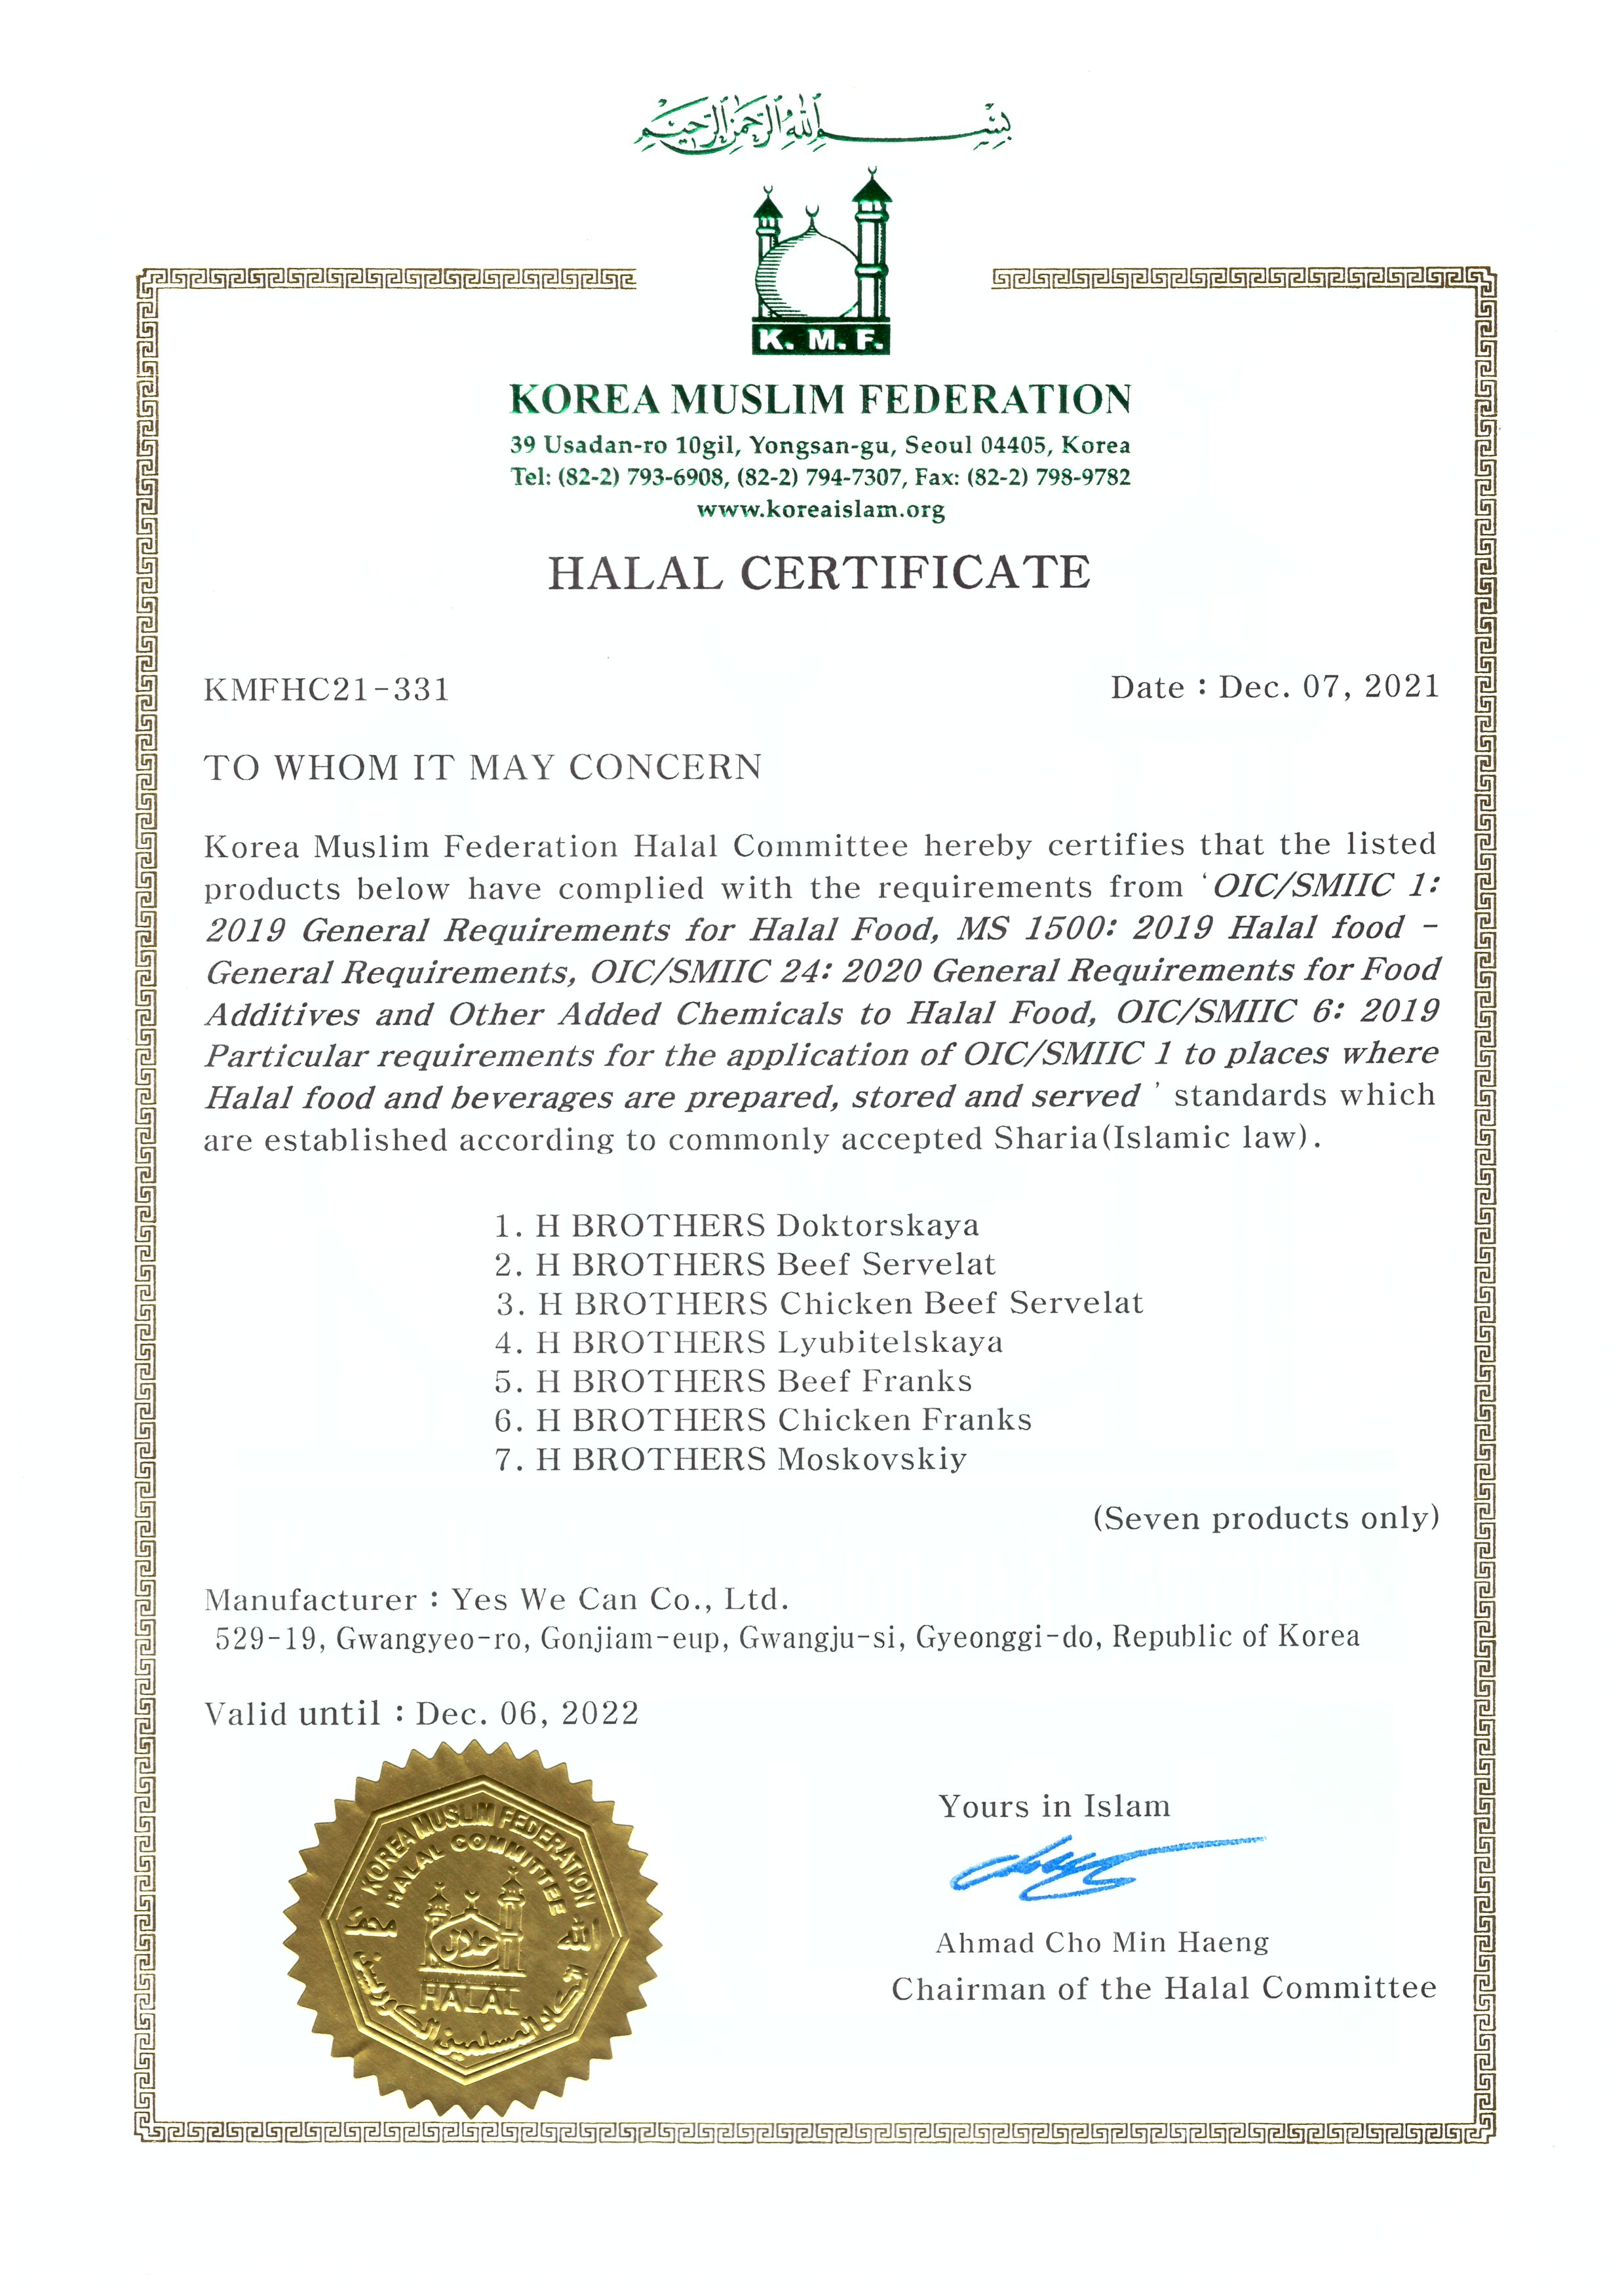 بِسْمِ اللهِ الرَّحْمٰنِ الرَّحِيْمِ
K. M. F.
KOREA MUSLIM FEDERATION
39 Usadan-ro 10gil, Yongsan-gu, Seoul 04405, Korea
Tel: (82-2) 793-6908, (82-2) 794-7307, Fax: (82-2) 798-9782
www.koreaislam.org
HALAL CERTIFICATE
KMFHC21-331
Date : Dec. 07, 2021
TO WHOM IT MAY CONCERN
Korea Muslim Federation Halal Committee hereby certifies that the listed
products below have complied with the requirements from ‘OIC/SMIIC 1:
2019 General Requirements for Halal Food, MS 1500: 2019 Halal food -
General Requirements, OIC/SMIIC 24: 2020 General Requirements for Food
Additives and Other Added Chemicals to Halal Food, OIC/SMIIC 6: 2019
Particular requirements for the application of OIC/SMIIC 1 to places where
Halal food and beverages are prepared, stored and served ’ standards which
are established according to commonly accepted Sharia(Islamic law).
1. H BROTHERS Doktorskaya
2. H BROTHERS Beef Servelat
3. H BROTHERS Chicken Beef Servelat
4. H BROTHERS Lyubitelskaya
5. H BROTHERS Beef Franks
6. H BROTHERS Chicken Franks
7. H BROTHERS Moskovskiy
(Seven products only)
Manufacturer : Yes We Can Co., Ltd.
529-19, Gwangyeo-ro, Gonjiam-eup, Gwangju-si, Gyeonggi-do, Republic of Korea
Valid until : Dec. 06, 2022
KOREA MUSLIM FEDERATION
HALAL COMMITTEE
محمد
الله
حلال
HALAL
اتحاد المسلمين الكوريين
Yours in Islam
Ahmad Cho Min Haeng
Chairman of the Halal Committee